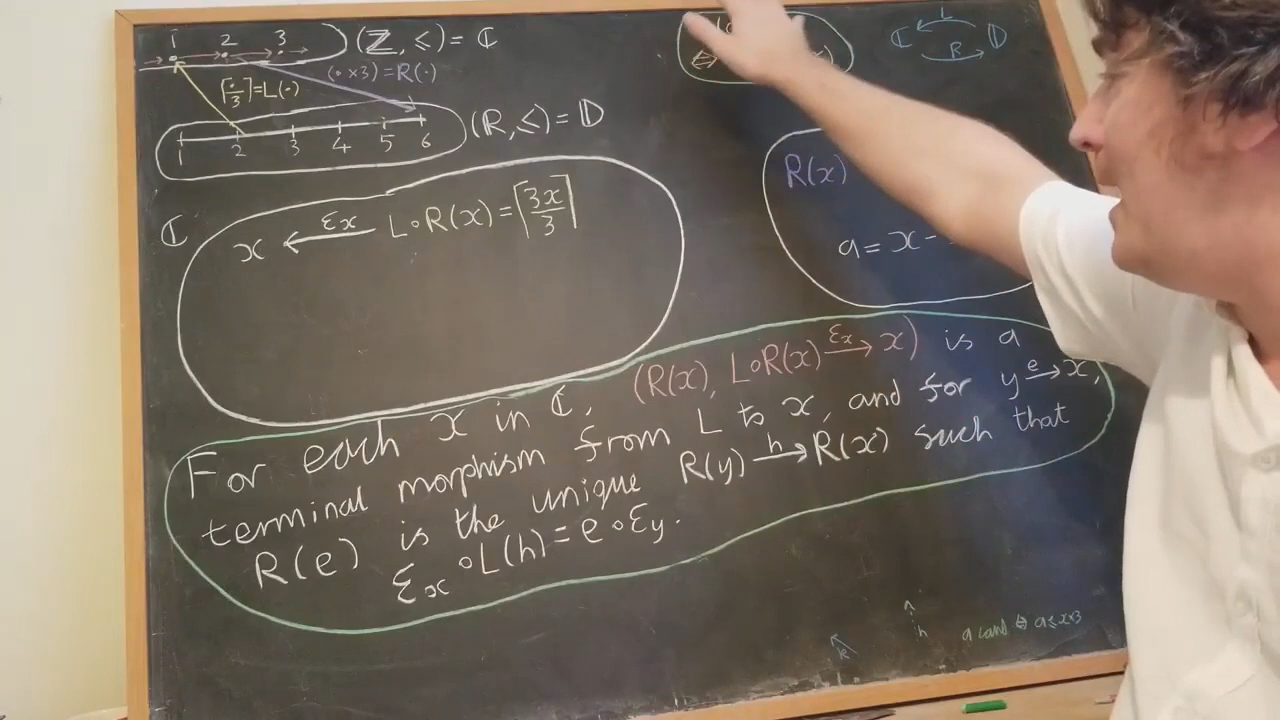 1 2 3
(ℤ, ≤) = ℂ
(· ×3) = R(·)
⌈·/3⌉ = L(·)
1 2 3 4 5 6
(ℝ, ≤) = 𝔻
L
ℂ 𝔻
R
⇔
ℂ
x ←εx L∘R(x) = ⌈3x/3⌉
R(x)
a = x -
For each x in ℂ, (R(x), L∘R(x) →εx x) is a
terminal morphism from L to x, and for y →e x,
R(e) is the unique R(y) →h R(x) such that
εx ∘ L(h) = e ∘ εy.
h